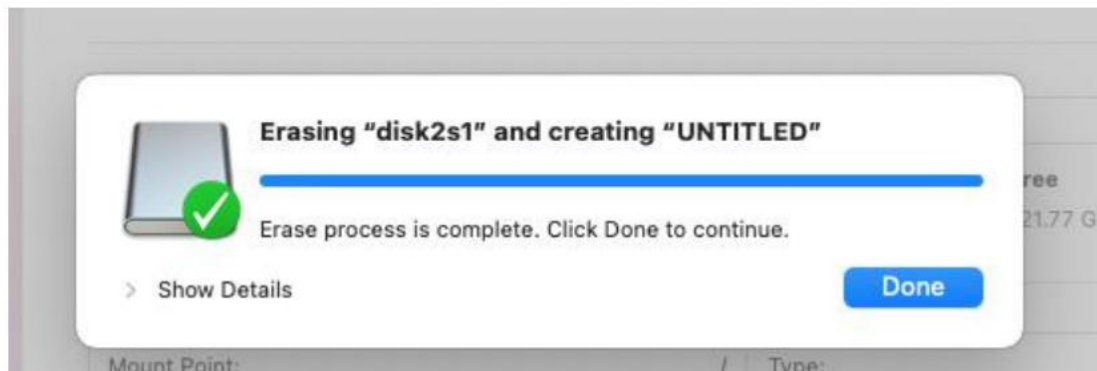 Erasing “disk2s1” and creating “UNTITLED”
ree
21.77 G
Erase process is complete. Click Done to continue.
Show Details
Done
Mount Point:
/
Type: